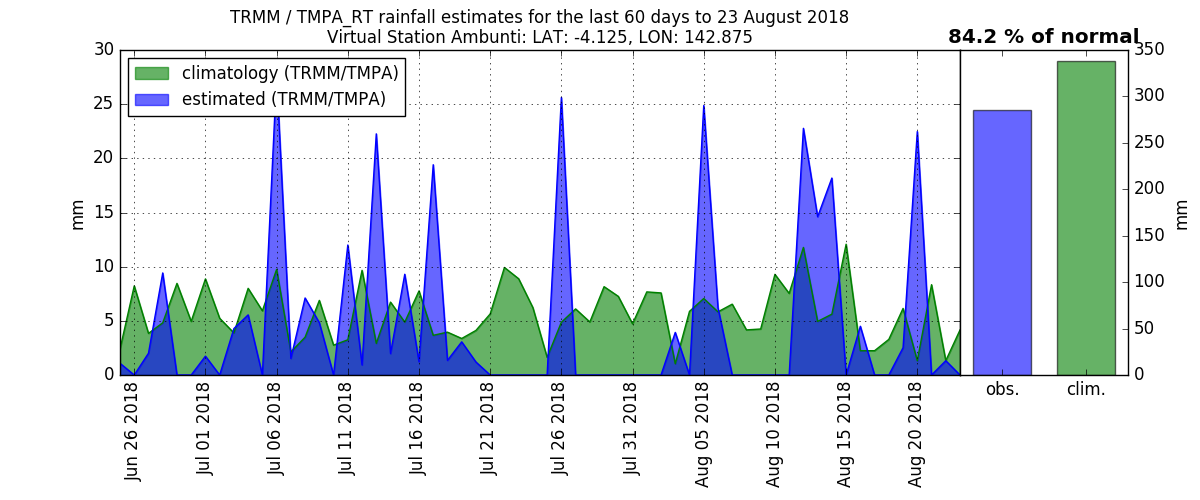 TRMM / TMPA_RT rainfall estimates for the last 60 days to 23 August 2018
Virtual Station Ambunti: LAT: -4.125, LON: 142.875
84.2 % of normal
climatology (TRMM/TMPA)
estimated (TRMM/TMPA)
30
25
20
15
10
5
0
mm
Jun 26 2018
Jul 01 2018
Jul 06 2018
Jul 11 2018
Jul 16 2018
Jul 21 2018
Jul 26 2018
Jul 31 2018
Aug 05 2018
Aug 10 2018
Aug 15 2018
Aug 20 2018
obs.
clim.
350
300
250
200
150
100
50
0
mm